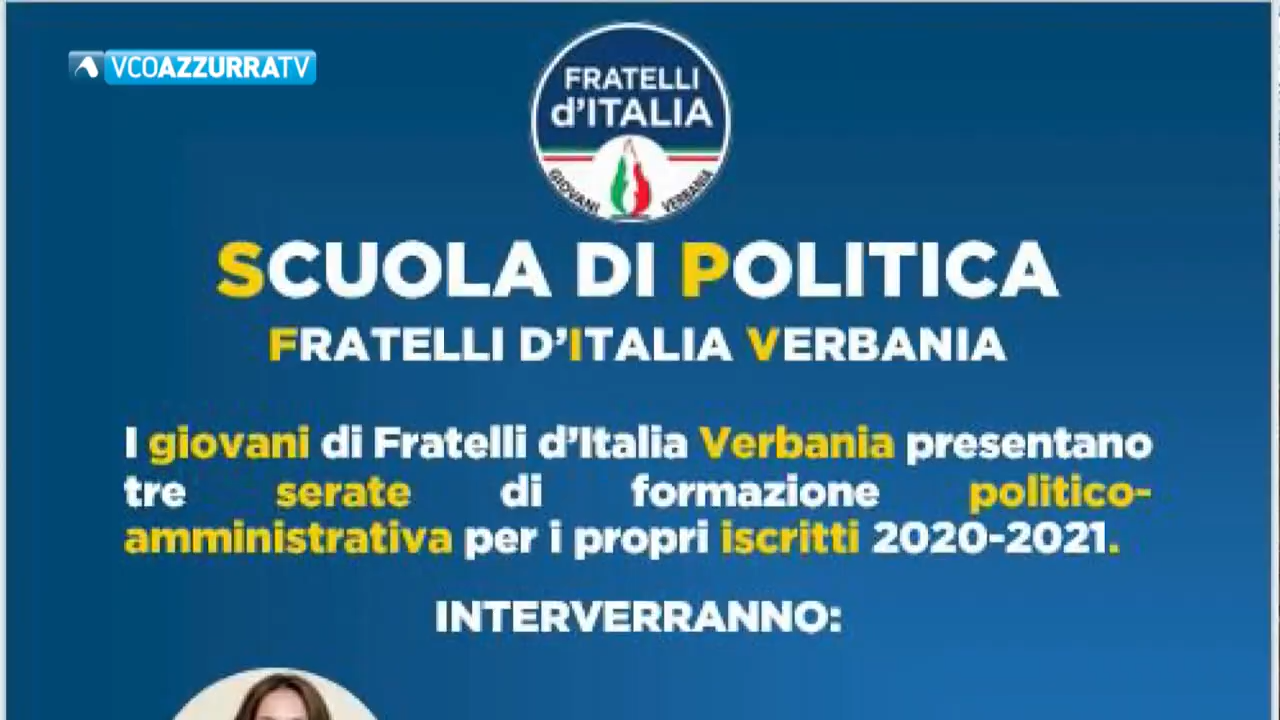 VCOAZZURRATV
FRATELLI
d'ITALIA
GIOVANI VERBANIA
SCUOLA DI POLITICA
FRATELLI D'ITALIA VERBANIA
I giovani di Fratelli d'Italia Verbania presentano
tre serate di formazione politico-
amministrativa per i propri iscritti 2020-2021.
INTERVERRANNO: